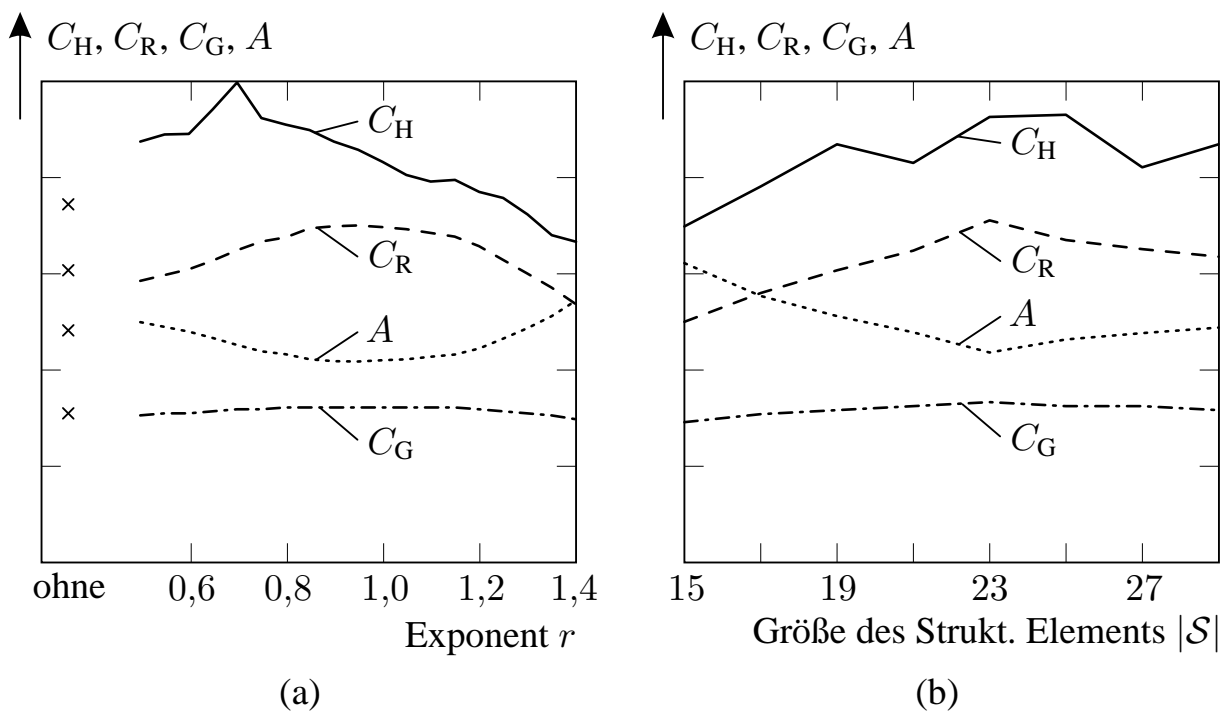 C_H, C_R, C_G, A
C_H
C_R
A
C_G
ohne 0,6 0,8 1,0 1,2 1,4
Exponent r
(a)
C_H, C_R, C_G, A
C_H
C_R
A
C_G
15 19 23 27
Größe des Strukt. Elements |𝒮|
(b)